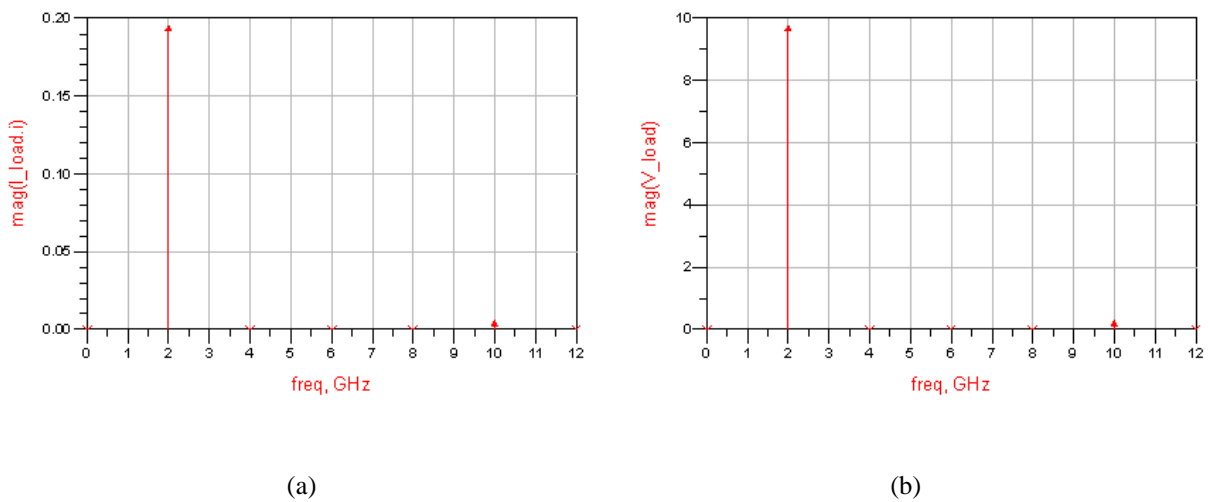 0.20
0.15
0.10
0.05
0.00
mag(I_load.i)
0 1 2 3 4 5 6 7 8 9 10 11 12
freq, GHz
(a)
10
8
6
4
2
0
mag(V_load)
0 1 2 3 4 5 6 7 8 9 10 11 12
freq, GHz
(b)